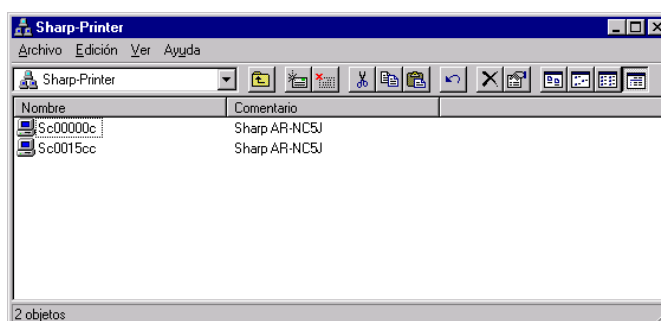 Sharp-Printer
Archivo Edición Ver Ayuda
Sharp-Printer
Nombre Comentario
Sc00000c Sharp AR-NC5J
Sc0015cc Sharp AR-NC5J
2 objetos